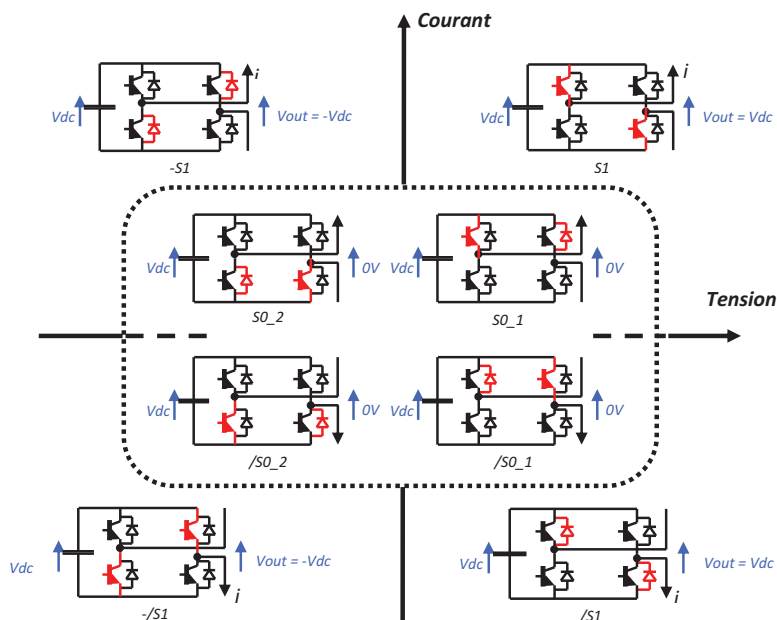 Courant
i
i
Vdc
Vout = -Vdc
Vdc
Vout = Vdc
-S1
S1
Vdc
0V
Vdc
0V
S0_2
S0_1
Tension
Vdc
0V
Vdc
0V
/S0_2
/S0_1
Vdc
Vout = -Vdc
Vdc
Vout = Vdc
i
i
-/S1
/S1